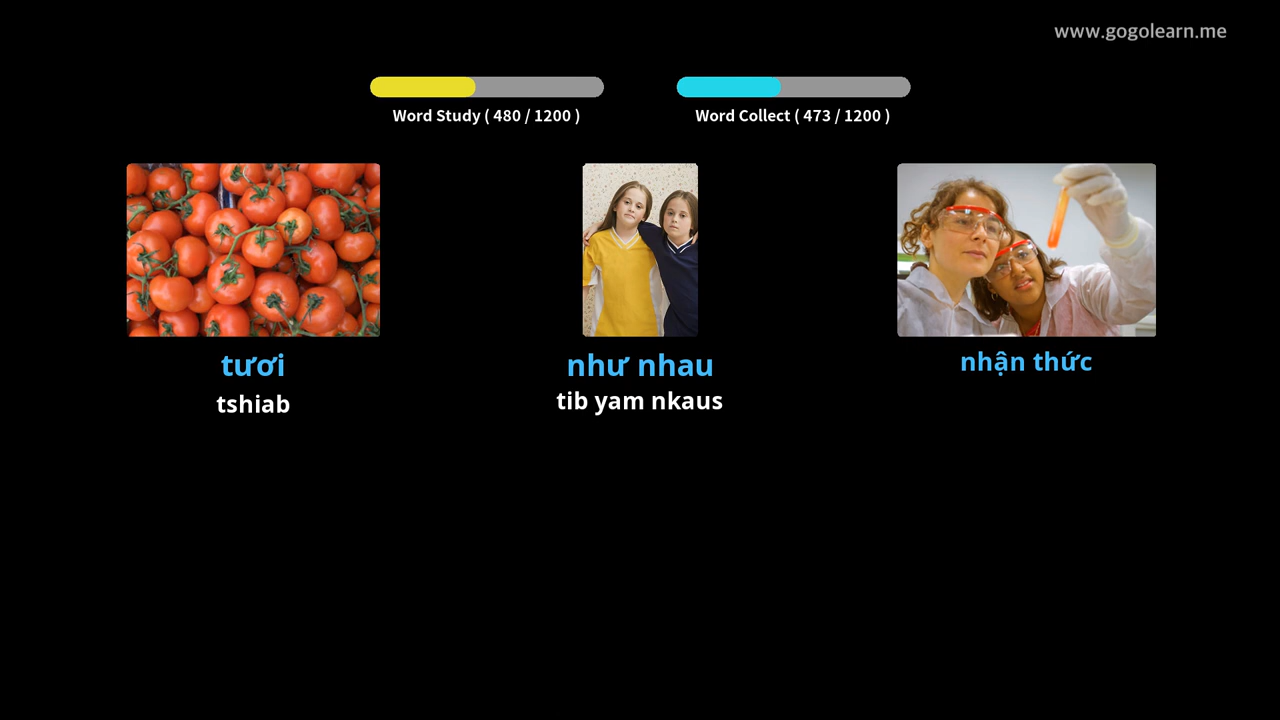 www.gogolearn.me
Word Study ( 480 / 1200 )
Word Collect ( 473 / 1200 )
tươi
tshiab
như nhau
tib yam nkaus
nhận thức